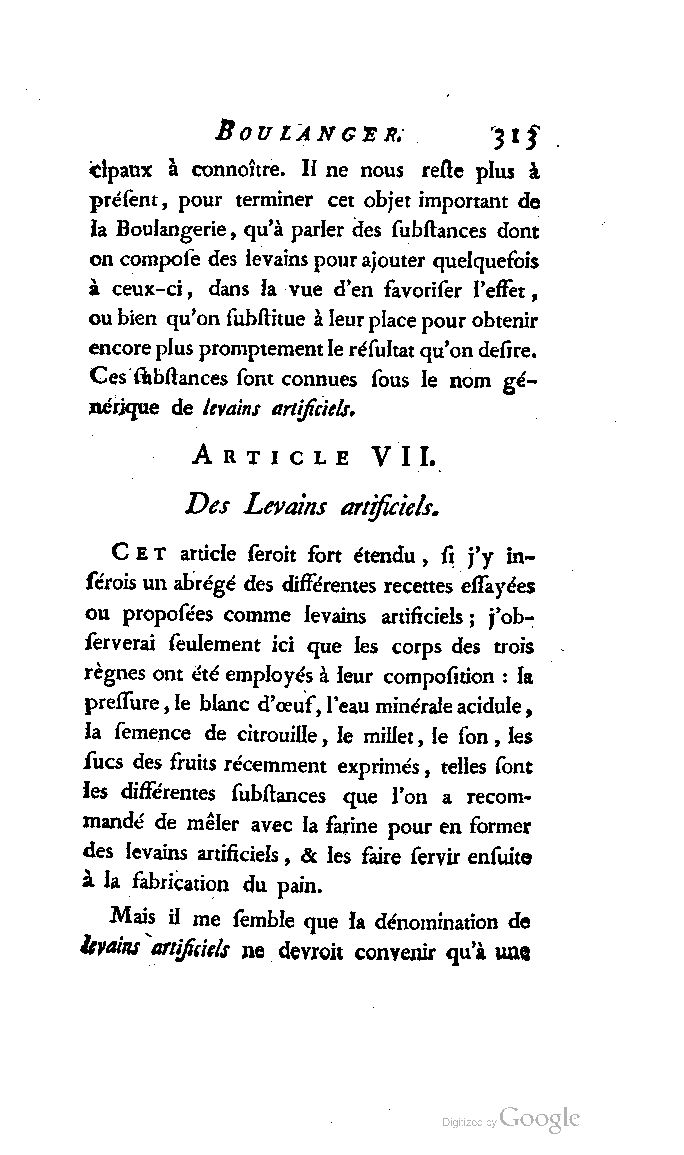 BOULANGER. 315
cipaux à connoître. Il ne nous reſte plus à
préſent, pour terminer cet objet important de
la Boulangerie, qu'à parler des ſubſtances dont
on compoſe des levains pour ajouter quelquefois
à ceux-ci, dans la vue d'en favoriſer l'effet,
ou bien qu'on ſubſtitue à leur place pour obtenir
encore plus promptement le réſultat qu'on deſire.
Ces ſubſtances ſont connues ſous le nom gé-
nérique de levains artificiels.
ARTICLE VII.
Des Levains artificiels.
CET article ſeroit fort étendu, ſi j'y in-
ſérois un abrégé des différentes recettes eſſayées
ou propoſées comme levains artificiels; j'ob-
ſerverai ſeulement ici que les corps des trois
règnes ont été employés à leur compoſition : la
preſſure, le blanc d'œuf, l'eau minérale acidule,
la ſemence de citrouille, le millet, le ſon, les
ſucs des fruits récemment exprimés, telles ſont
les différentes ſubſtances que l'on a recom-
mandé de mêler avec la farine pour en former
des levains artificiels, & les faire ſervir enſuite
à la fabrication du pain.
Mais il me ſemble que la dénomination de
levains artificiels ne devroit convenir qu'à une
Digitized by Google